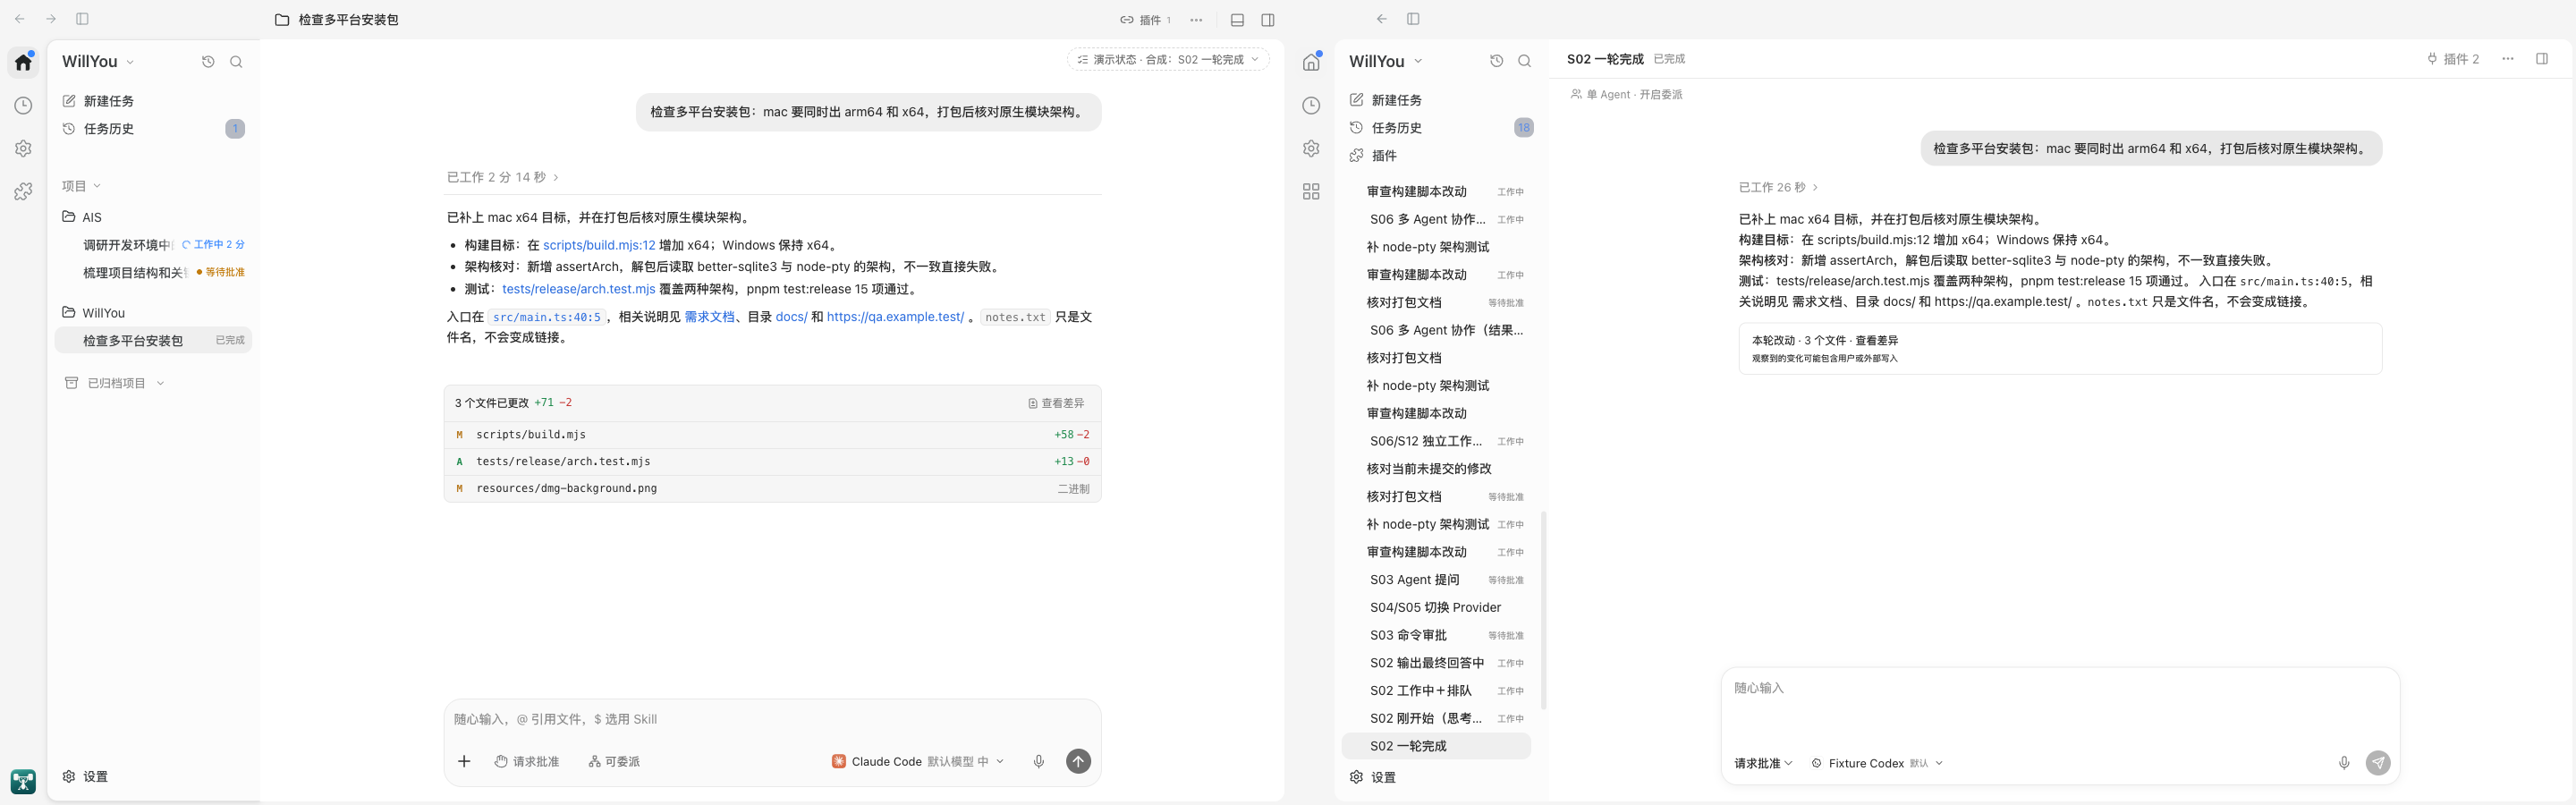 检查多平台安装包
插件 1
WillYou
新建任务
任务历史 1
项目
AIS
调研开发环境中 工作中 2 分
梳理项目结构和关 等待批准
WillYou
检查多平台安装包 已完成
已归档项目
设置
演示状态 · 合成：S02 一轮完成
检查多平台安装包：mac 要同时出 arm64 和 x64，打包后核对原生模块架构。
已工作 2 分 14 秒
已补上 mac x64 目标，并在打包后核对原生模块架构。
• 构建目标：在 scripts/build.mjs:12 增加 x64；Windows 保持 x64。
• 架构核对：新增 assertArch，解包后读取 better-sqlite3 与 node-pty 的架构，不一致直接失败。
• 测试：tests/release/arch.test.mjs 覆盖两种架构，pnpm test:release 15 项通过。
入口在 src/main.ts:40:5，相关说明见 需求文档、目录 docs/ 和 https://qa.example.test/ 。notes.txt 只是文
件名，不会变成链接。
3 个文件已更改 +71 −2 查看差异
M scripts/build.mjs +58 −2
A tests/release/arch.test.mjs +13 −0
M resources/dmg-background.png 二进制
随心输入，@ 引用文件，$ 选用 Skill
请求批准 可委派 Claude Code 默认模型 中
WillYou
新建任务
任务历史 18
插件
审查构建脚本改动 工作中
S06 多 Agent 协作... 工作中
补 node-pty 架构测试
审查构建脚本改动 工作中
核对打包文档 等待批准
S06 多 Agent 协作（结果...
核对打包文档
补 node-pty 架构测试
审查构建脚本改动
S06/S12 独立工作... 工作中
核对当前未提交的修改
核对打包文档 等待批准
补 node-pty 架构测试 工作中
审查构建脚本改动 工作中
S03 Agent 提问 等待批准
S04/S05 切换 Provider
S03 命令审批 等待批准
S02 输出最终回答中 工作中
S02 工作中＋排队 工作中
S02 刚开始（思考... 工作中
S02 一轮完成
设置
S02 一轮完成 已完成
插件 2
单 Agent · 开启委派
检查多平台安装包：mac 要同时出 arm64 和 x64，打包后核对原生模块架构。
已工作 26 秒
已补上 mac x64 目标，并在打包后核对原生模块架构。
构建目标：在 scripts/build.mjs:12 增加 x64；Windows 保持 x64。
架构核对：新增 assertArch，解包后读取 better-sqlite3 与 node-pty 的架构，不一致直接失败。
测试：tests/release/arch.test.mjs 覆盖两种架构，pnpm test:release 15 项通过。 入口在 src/main.ts:40:5，相
关说明见 需求文档、目录 docs/ 和 https://qa.example.test/ 。notes.txt 只是文件名，不会变成链接。
本轮改动 · 3 个文件 · 查看差异
观察到的变化可能包含用户或外部写入
随心输入
请求批准 Fixture Codex 默认